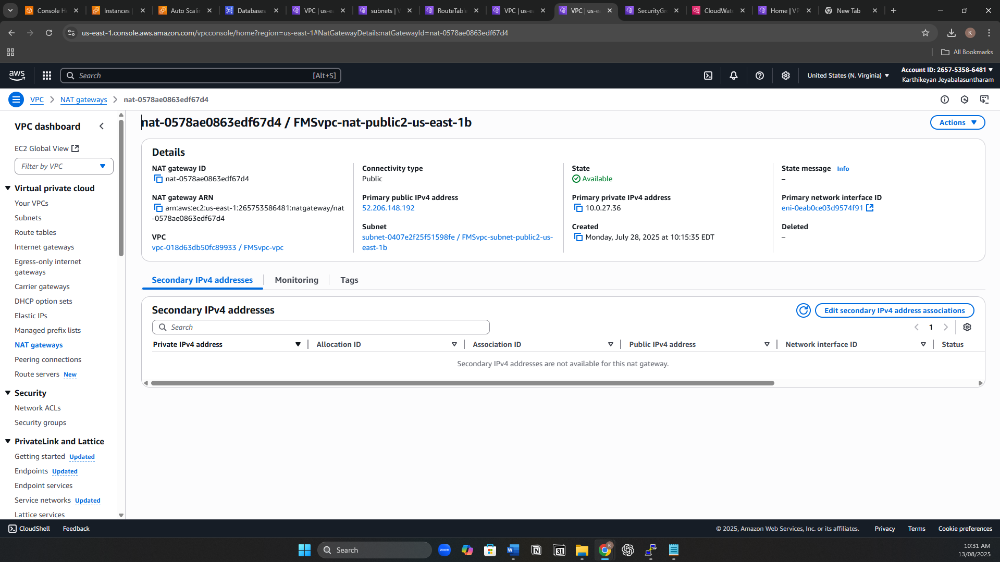 Console H
Instances |
Auto Scalin
Databases
VPC | us-ea
subnets | V
RouteTable
VPC | us-ea
VPC | us-ea
SecurityGro
CloudWatc
Home | VP
New Tab
us-east-1.console.aws.amazon.com/vpcconsole/home?region=us-east-1#NatGatewayDetails:natGatewayId=nat-0578ae0863edf67d4
K
All Bookmarks
aws
Search
[Alt+S]
United States (N. Virginia)
Account ID: 2657-5358-6481
Karthikeyan Jeyabalasuntharam
VPC
NAT gateways
nat-0578ae0863edf67d4
VPC dashboard
EC2 Global View
Filter by VPC
Virtual private cloud
Your VPCs
Subnets
Route tables
Internet gateways
Egress-only internet
gateways
Carrier gateways
DHCP option sets
Elastic IPs
Managed prefix lists
NAT gateways
Peering connections
Route servers New
Security
Network ACLs
Security groups
PrivateLink and Lattice
Getting started Updated
Endpoints Updated
Endpoint services
Service networks Updated
Lattice services
nat-0578ae0863edf67d4 / FMSvpc-nat-public2-us-east-1b
Actions
Details
NAT gateway ID
nat-0578ae0863edf67d4
NAT gateway ARN
arn:aws:ec2:us-east-1:265753586481:natgateway/nat
-0578ae0863edf67d4
VPC
vpc-018d63db50fc89933 / FMSvpc-vpc
Connectivity type
Public
Primary public IPv4 address
52.206.148.192
Subnet
subnet-0407e2f25f51598fe / FMSvpc-subnet-public2-us-
east-1b
State
Available
Primary private IPv4 address
10.0.27.36
Created
Monday, July 28, 2025 at 10:15:35 EDT
State message Info
–
Primary network interface ID
eni-0eab0ce03d9574f91
Deleted
–
Secondary IPv4 addresses
Monitoring
Tags
Secondary IPv4 addresses
Edit secondary IPv4 address associations
Search
1
Private IPv4 address
Allocation ID
Association ID
Public IPv4 address
Network interface ID
Status
Secondary IPv4 addresses are not available for this nat gateway.
CloudShell
Feedback
© 2025, Amazon Web Services, Inc. or its affiliates.
Privacy
Terms
Cookie preferences
Search
zoom
W
N
31
K
10:31 AM
13/08/2025